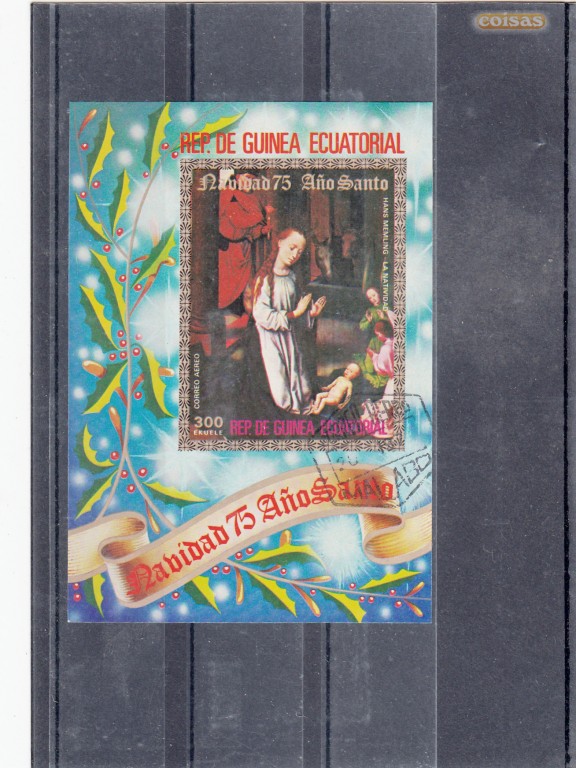 coisas
REP. DE GUINEA ECUATORIAL
Navidad 75 Año Santo
HANS MEMLING - LA NATIVIDAD
CORREO AEREO
300
EKUELE
REP. DE GUINEA ECUATORIAL
Navidad 75 Año Santo